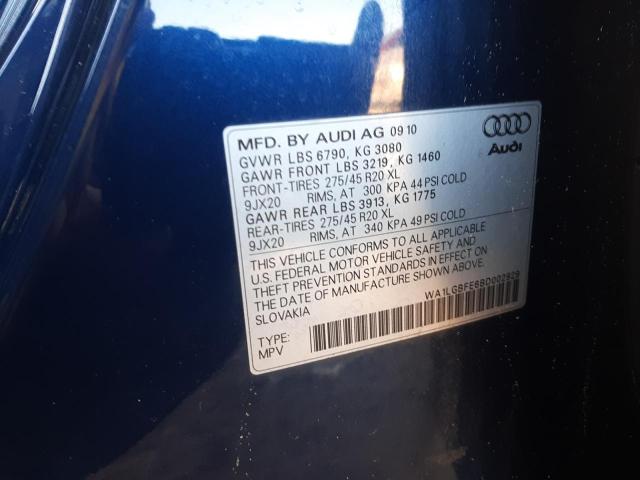 MFD. BY AUDI AG 09 10
GVWR LBS 6790, KG 3080
GAWR FRONT LBS 3219, KG 1460
FRONT-TIRES 275/45 R20 XL
9JX20 RIMS, AT 300 KPA 44 PSI COLD
GAWR REAR LBS 3913, KG 1775
REAR-TIRES 275/45 R20 XL
9JX20 RIMS, AT 340 KPA 49 PSI COLD
Audi
THIS VEHICLE CONFORMS TO ALL APPLICABLE
U.S. FEDERAL MOTOR VEHICLE SAFETY AND
THEFT PREVENTION STANDARDS IN EFFECT ON
THE DATE OF MANUFACTURE SHOWN ABOVE
SLOVAKIA
WA1LGBFE6BD002929
TYPE:
MPV